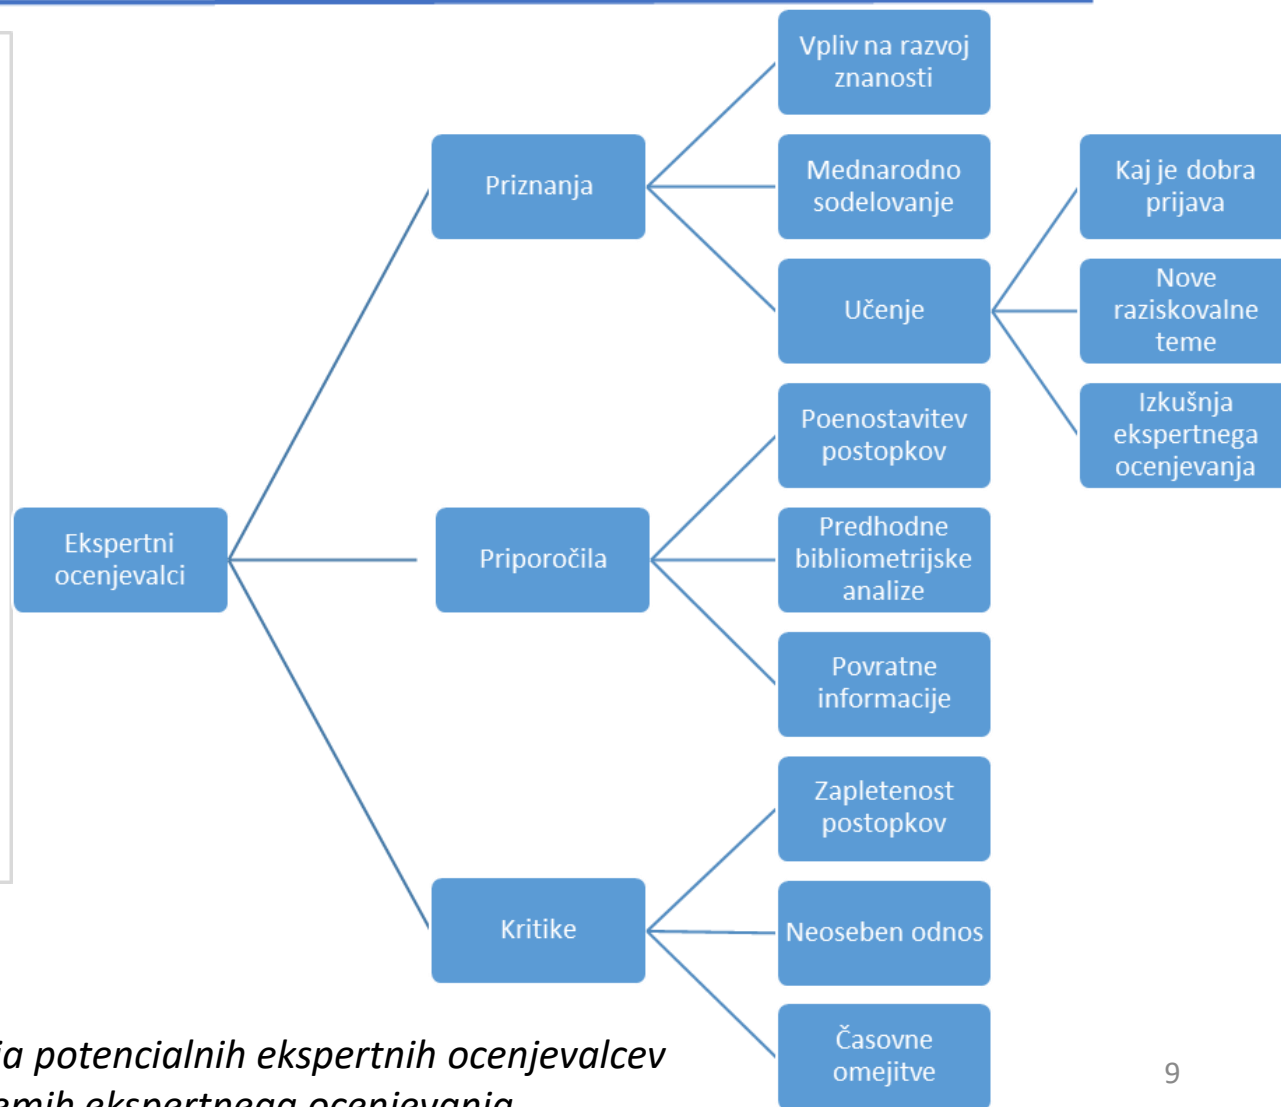 Ekspertni
ocenjevalci
Priznanja
Vpliv na razvoj
znanosti
Mednarodno
sodelovanje
Učenje
Kaj je dobra
prijava
Nove
raziskovalne
teme
Izkušnja
ekspertnega
ocenjevanja
Priporočila
Poenostavitev
postopkov
Predhodne
bibliometrijske
analize
Povratne
informacije
Kritike
Zapletenost
postopkov
Neoseben odnos
Časovne
omejitve
potencialnih ekspertnih ocenjevalcev
ekspertnega ocenjevanja
9